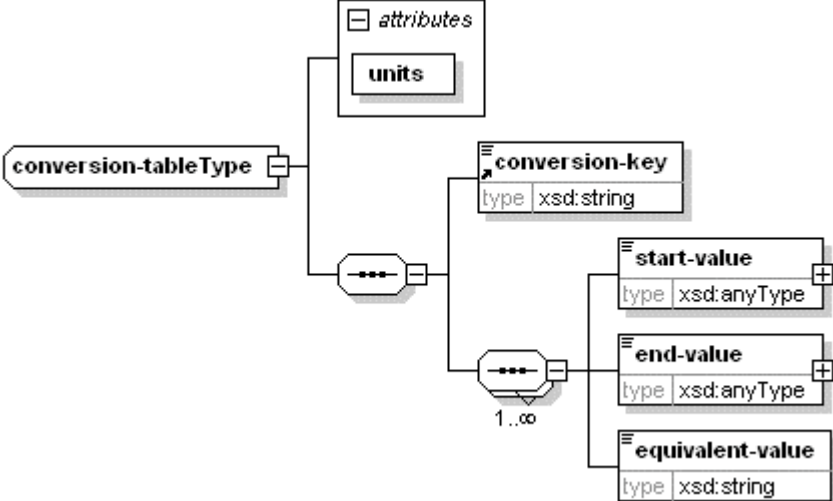 attributes
units
conversion-tableType
conversion-key
type xsd:string
start-value
type xsd:anyType
end-value
type xsd:anyType
1..∞
equivalent-value
type xsd:string